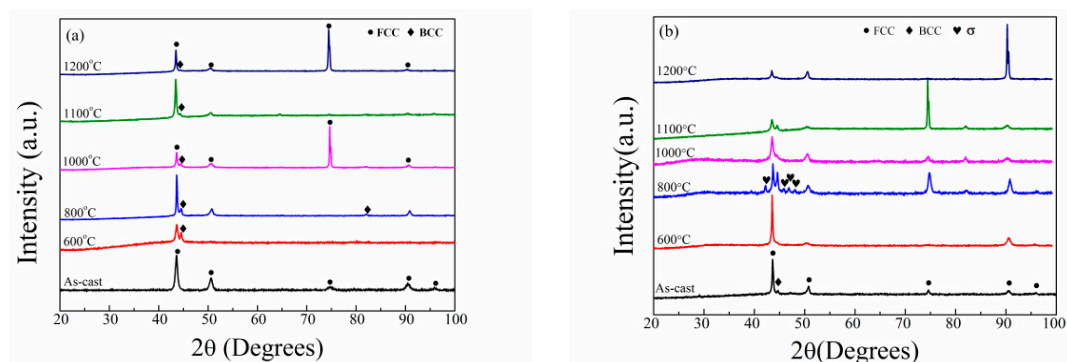 (a)
● FCC ◆ BCC
1200°C
1100°C
1000°C
800°C
600°C
As-cast
Intensity (a.u.)
20 30 40 50 60 70 80 90 100
2θ (Degrees)
(b)
● FCC ◆ BCC ♥ σ
1200°C
1100°C
1000°C
800°C
600°C
As-cast
Intensity(a.u.)
20 30 40 50 60 70 80 90 100
2θ(Degrees)